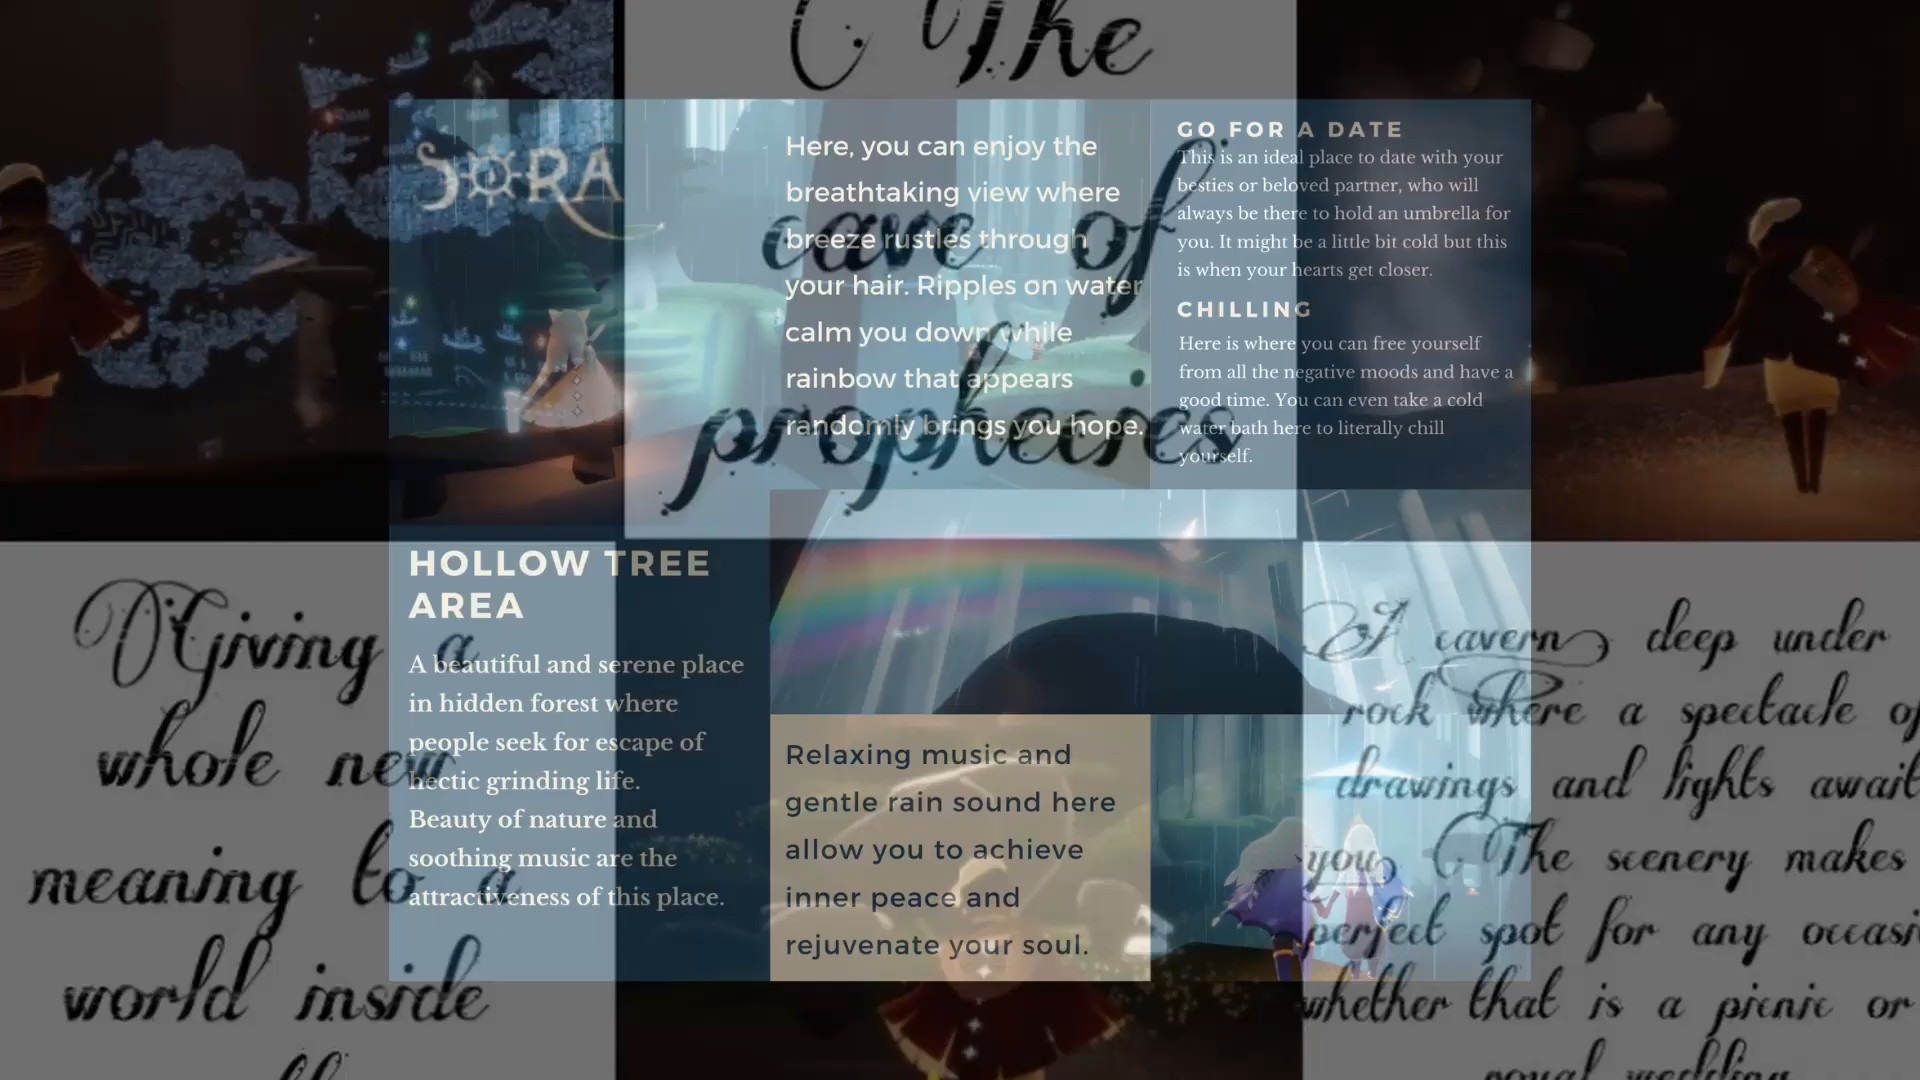 The
cave of
prophecies
SORA
Here, you can enjoy the
breathtaking view where
breeze rustles through
your hair. Ripples on water
calm you down while
rainbow that appears
randomly brings you hope.
GO FOR A DATE
This is an ideal place to date with your
besties or beloved partner, who will
always be there to hold an umbrella for
you. It might be a little bit cold but this
is when your hearts get closer.
CHILLING
Here is where you can free yourself
from all the negative moods and have a
good time. You can even take a cold
water bath here to literally chill
yourself.
HOLLOW TREE
AREA
A beautiful and serene place
in hidden forest where
people seek for escape of
hectic grinding life.
Beauty of nature and
soothing music are the
attractiveness of this place.
Relaxing music and
gentle rain sound here
allow you to achieve
inner peace and
rejuvenate your soul.
Giving a
whole new
meaning to a
world inside
A cavern deep under
rock where a spectacle of
drawings and lights await
you. The scenery makes
perfect spot for any
whether that is a picnic or
royal wedding